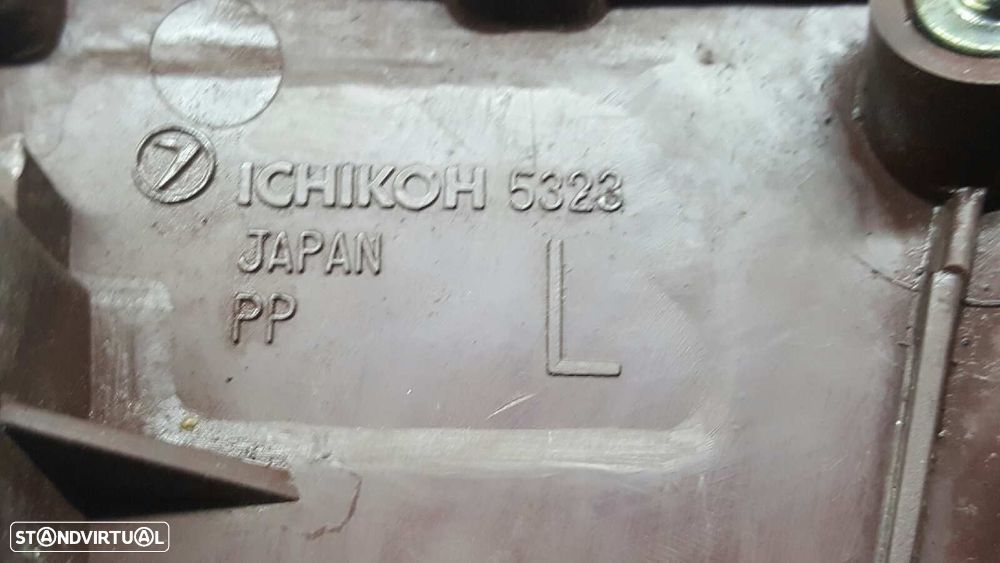 ICHIKOH 5323
JAPAN
PP
L
STANDVIRTUAL